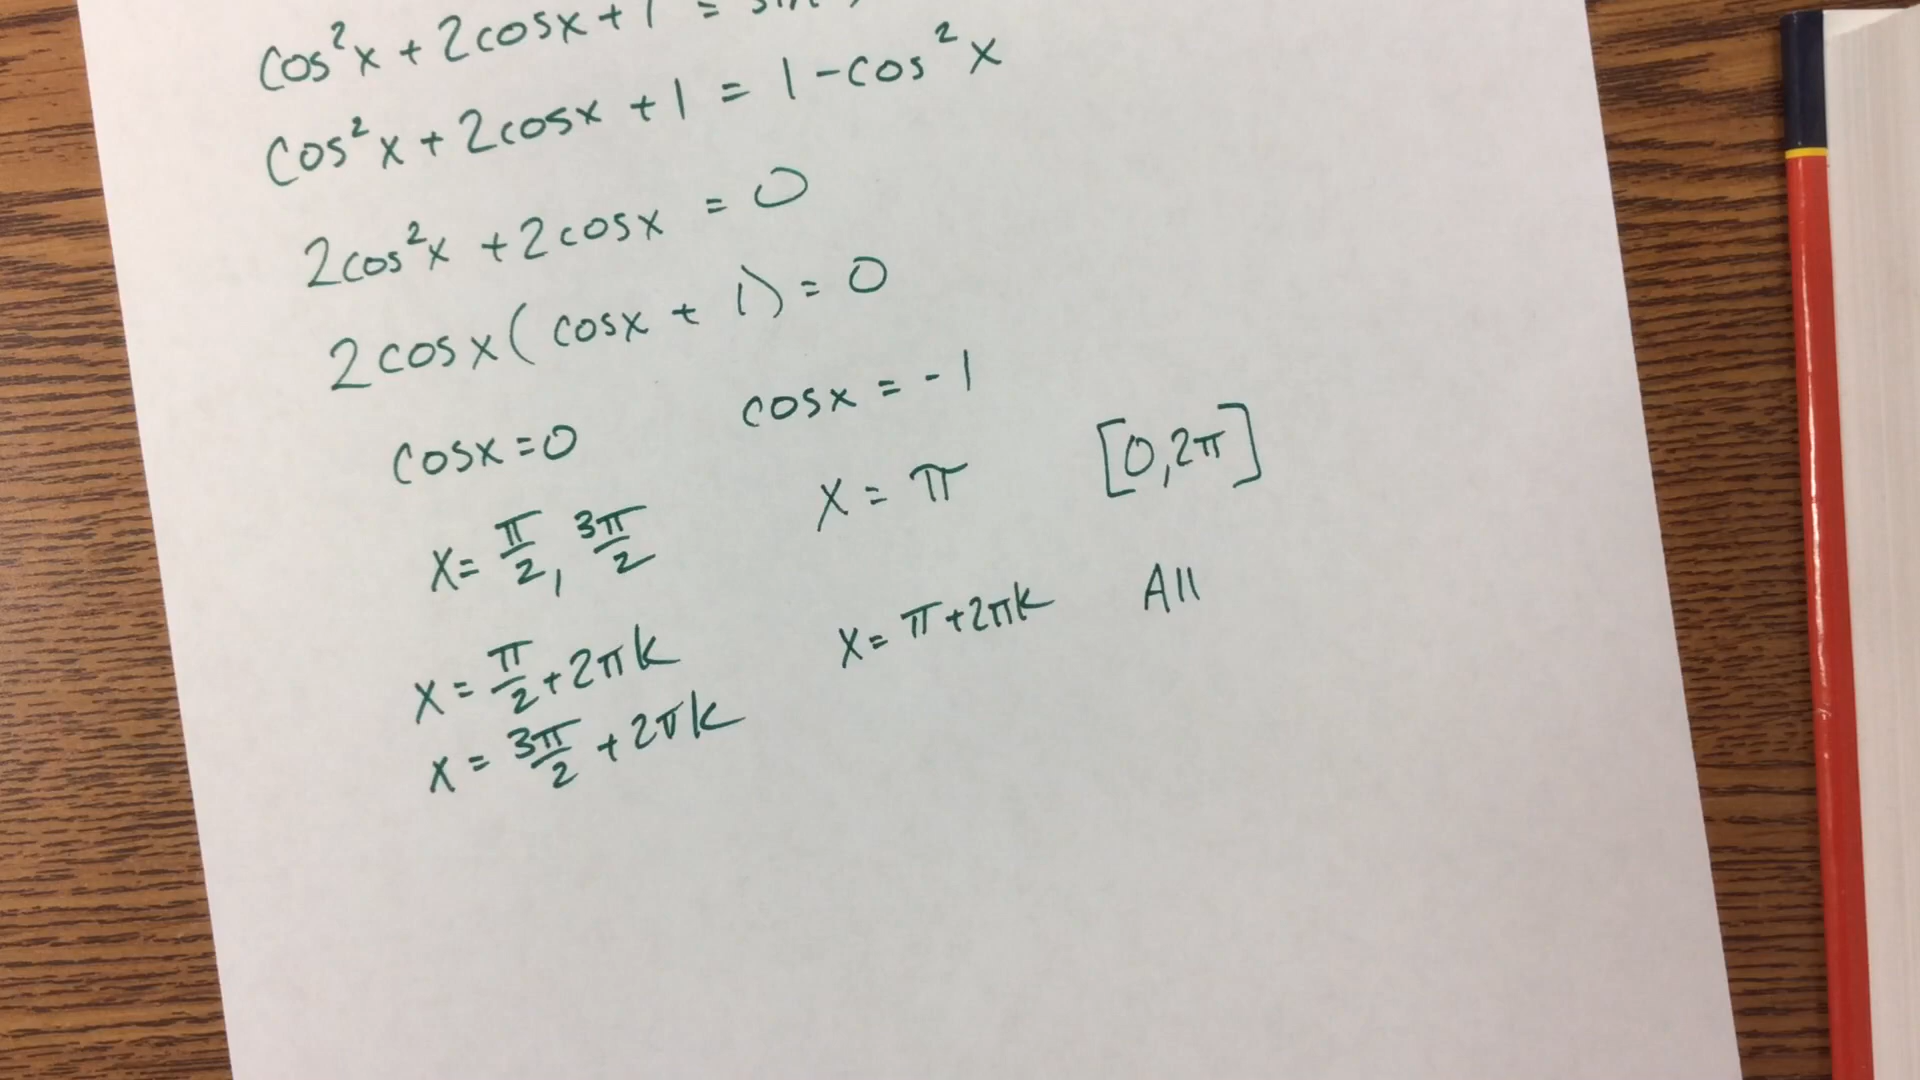 cos²x + 2cosx + 1 = sin
cos²x + 2cosx + 1 = 1 - cos²x
2cos²x + 2cosx = 0
2cosx(cosx + 1) = 0
cosx = 0 cosx = -1
x = π/2, 3π/2 x = π [0, 2π]
x = π/2 + 2πk x = π + 2πk All
x = 3π/2 + 2πk